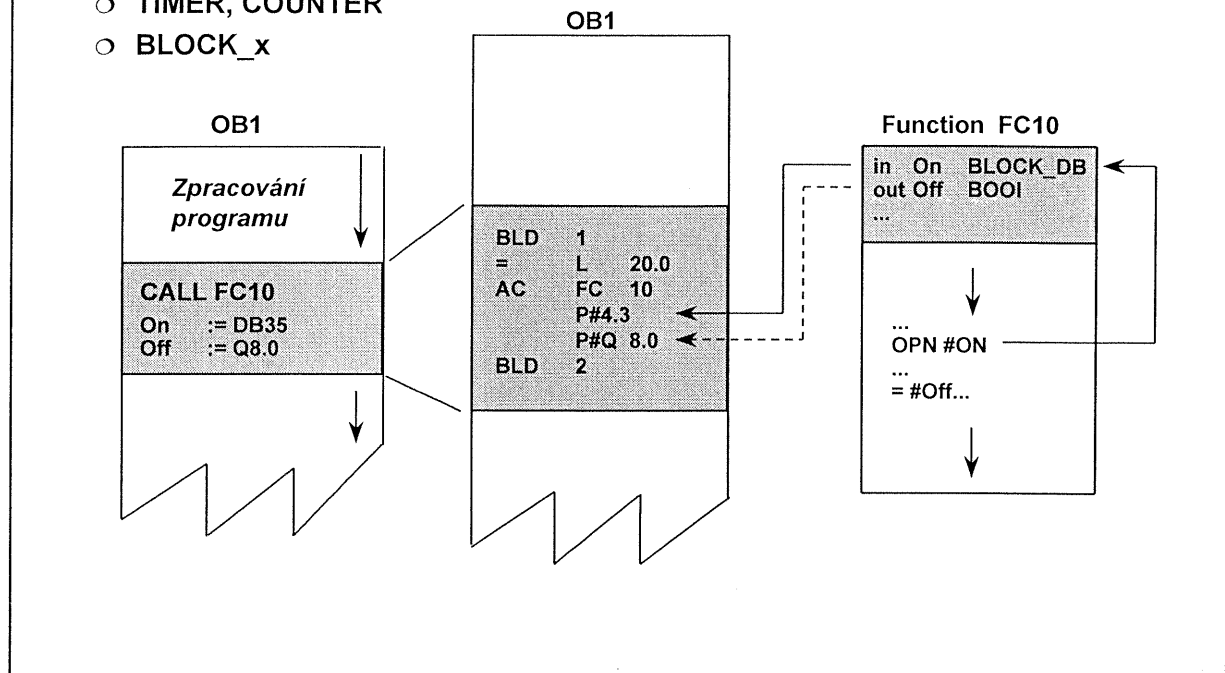 ❍ TIMER, COUNTER
❍ BLOCK_x
OB1
Zpracování
programu
CALL FC10
On := DB35
Off := Q8.0
OB1
BLD 1
= L 20.0
AC FC 10
P#4.3
P#Q 8.0
BLD 2
Function FC10
in On BLOCK_DB
out Off BOOl
...
...
OPN #ON
...
= #Off...